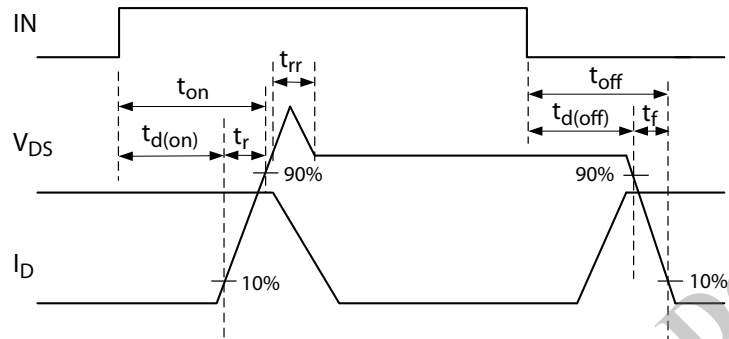 IN
t_on
t_rr
t_off
t_d(on)
t_r
t_d(off)
t_f
V_DS
90%
90%
I_D
10%
10%